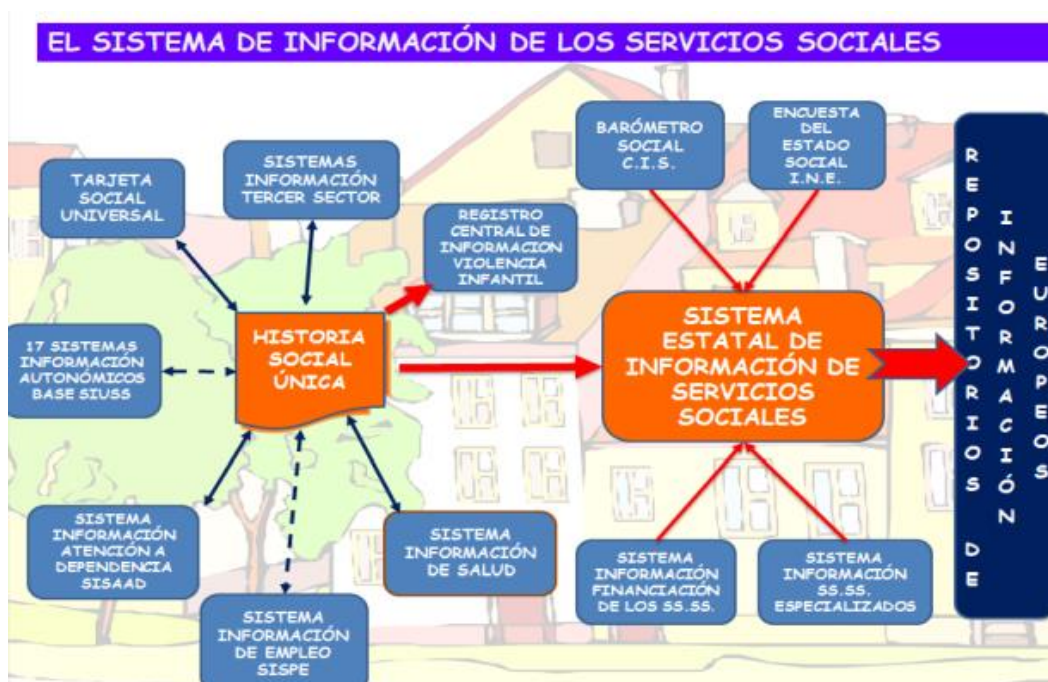 EL SISTEMA DE INFORMACIÓN DE LOS SERVICIOS SOCIALES
TARJETA
SOCIAL
UNIVERSAL
SISTEMAS
INFORMACIÓN
TERCER SECTOR
REGISTRO
CENTRAL DE
INFORMACION
VIOLENCIA
INFANTIL
17 SISTEMAS
INFORMACIÓN
AUTONÓMICOS
BASE SIUSS
HISTORIA
SOCIAL
ÚNICA
SISTEMA
INFORMACIÓN
ATENCIÓN A
DEPENDENCIA
SISAAD
SISTEMA
INFORMACIÓN
DE EMPLEO
SISPE
SISTEMA
INFORMACIÓN
DE SALUD
BARÓMETRO
SOCIAL
C.I.S.
ENCUESTA
DEL
ESTADO
SOCIAL
I.N.E.
SISTEMA
ESTATAL DE
INFORMACIÓN DE
SERVICIOS
SOCIALES
SISTEMA
INFORMACIÓN
FINANCIACIÓN
DE LOS SS.SS.
SISTEMA
INFORMACIÓN
SS.SS.
ESPECIALIZADOS
REPOSITORIOS DE
INFORMACIÓN
EUROPEOS